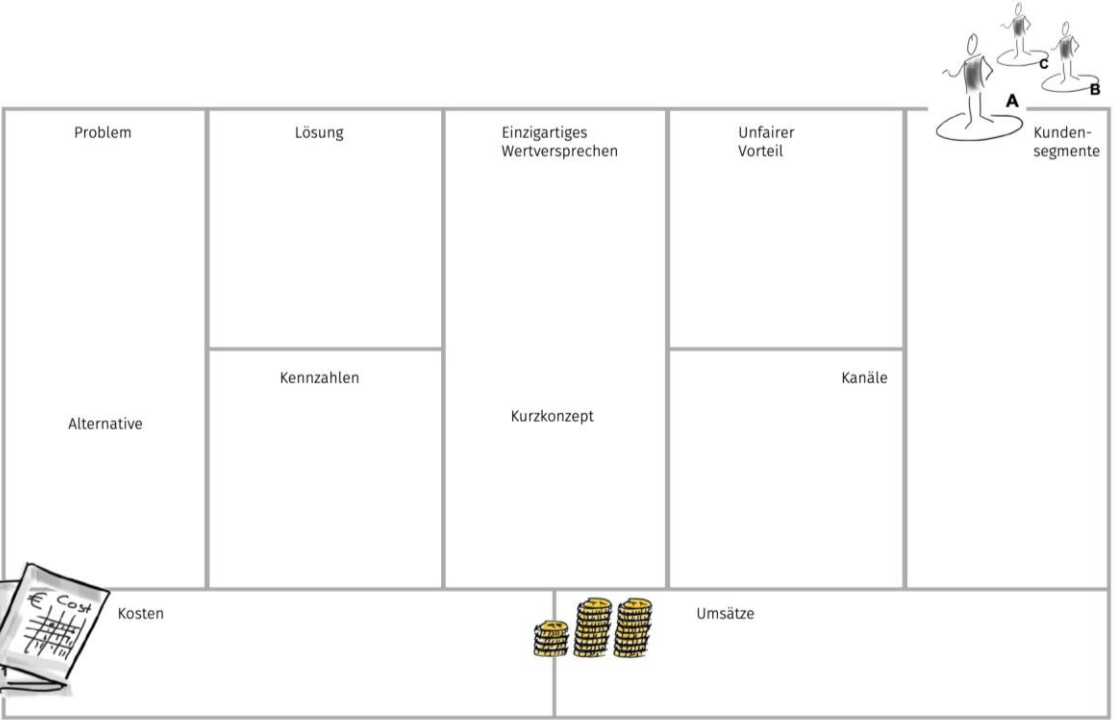 C
B
A
Problem
Lösung
Einzigartiges
Wertversprechen
Unfairer
Vorteil
Kunden-
segmente
Kennzahlen
Kanäle
Alternative
Kurzkonzept
€ Cost
Kosten
Umsätze